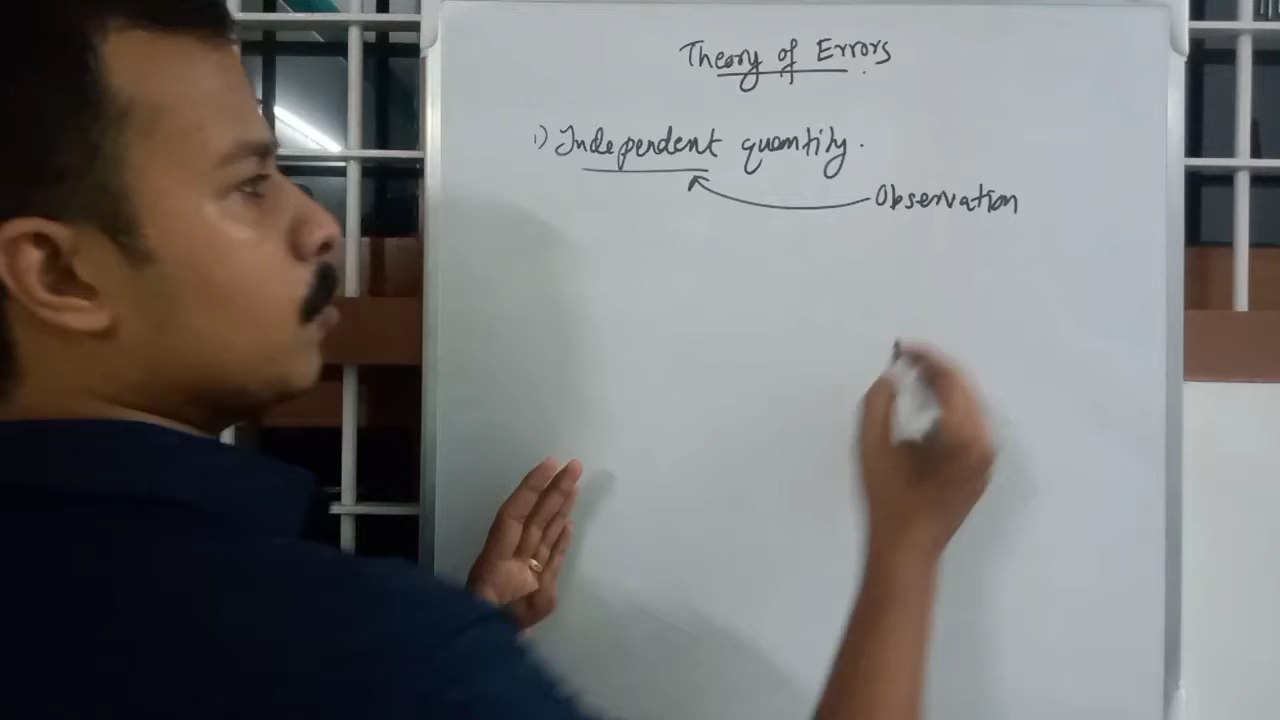 Theory of Errors
1) Independent quantity.
Observation